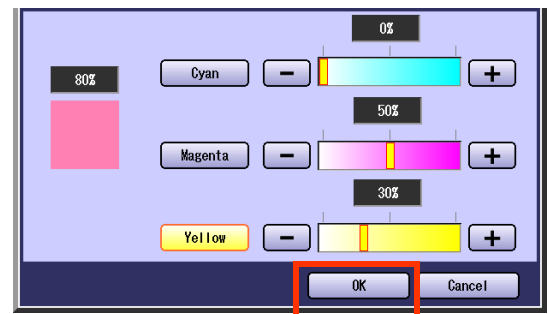 0%
80%
Cyan
−
+
50%
Magenta
−
+
30%
Yellow
−
+
OK
Cancel